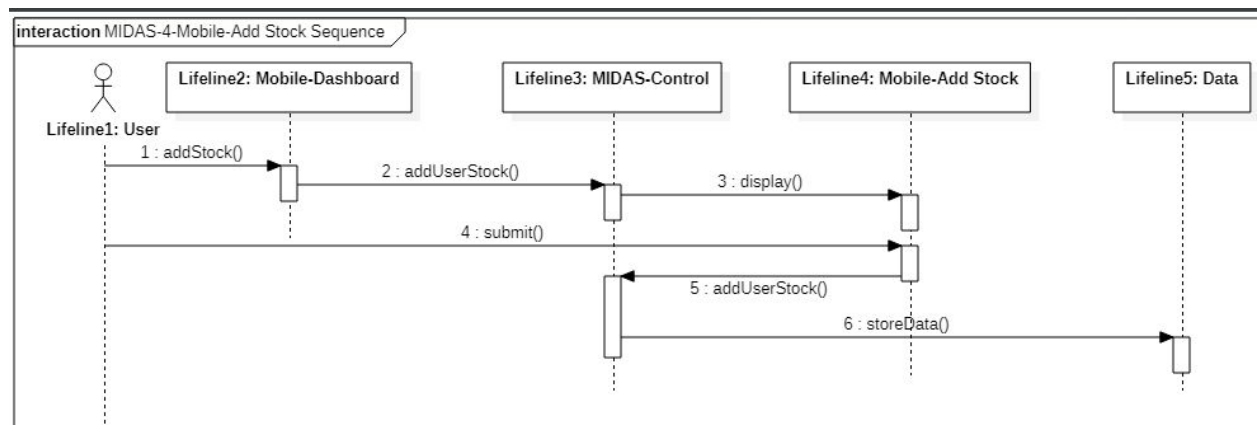 interaction MIDAS-4-Mobile-Add Stock Sequence
Lifeline2: Mobile-Dashboard
Lifeline3: MIDAS-Control
Lifeline4: Mobile-Add Stock
Lifeline5: Data
Lifeline1: User
1 : addStock()
2 : addUserStock()
3 : display()
4 : submit()
5 : addUserStock()
6 : storeData()